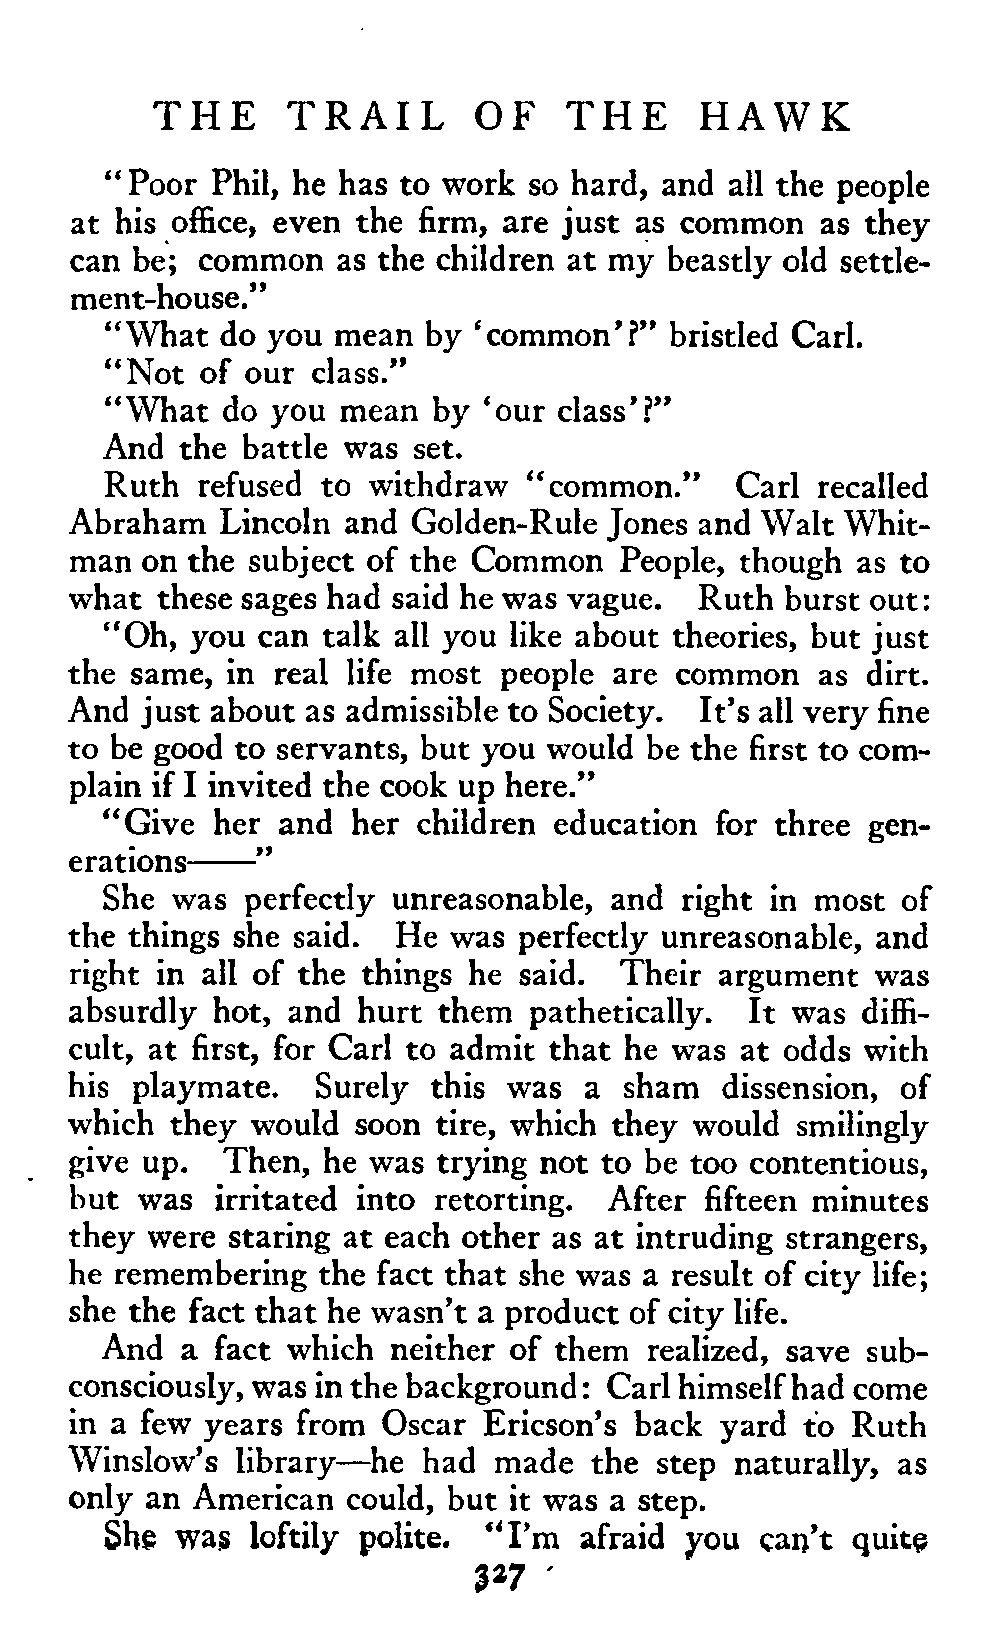 THE TRAIL OF THE HAWK
"Poor Phil, he has to work so hard, and all the people
at his office, even the firm, are just as common as they
can be; common as the children at my beastly old settle-
ment-house."
"What do you mean by 'common'?" bristled Carl.
"Not of our class."
"What do you mean by 'our class'?"
And the battle was set.
Ruth refused to withdraw "common." Carl recalled
Abraham Lincoln and Golden-Rule Jones and Walt Whit-
man on the subject of the Common People, though as to
what these sages had said he was vague. Ruth burst out:
"Oh, you can talk all you like about theories, but just
the same, in real life most people are common as dirt.
And just about as admissible to Society. It's all very fine
to be good to servants, but you would be the first to com-
plain if I invited the cook up here."
"Give her and her children education for three gen-
erations——"
She was perfectly unreasonable, and right in most of
the things she said. He was perfectly unreasonable, and
right in all of the things he said. Their argument was
absurdly hot, and hurt them pathetically. It was diffi-
cult, at first, for Carl to admit that he was at odds with
his playmate. Surely this was a sham dissension, of
which they would soon tire, which they would smilingly
give up. Then, he was trying not to be too contentious,
but was irritated into retorting. After fifteen minutes
they were staring at each other as at intruding strangers,
he remembering the fact that she was a result of city life;
she the fact that he wasn't a product of city life.
And a fact which neither of them realized, save sub-
consciously, was in the background: Carl himself had come
in a few years from Oscar Ericson's back yard to Ruth
Winslow's library—he had made the step naturally, as
only an American could, but it was a step.
She was loftily polite. "I'm afraid you can't quite
327